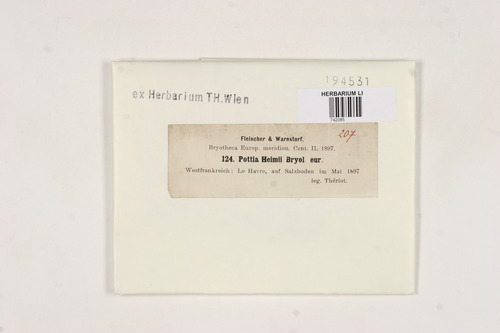 194531
ex Herbarium TH.Wien
HERBARIUM LI
Fleischer & Warnstorf.
Bryotheca Europ. meridion. Cent. II. 1897.
207
124. Pottia Heimii Bryol eur.
Westfrankreich: Le Havre, auf Salzboden im Mai 1897
leg. Thériot.